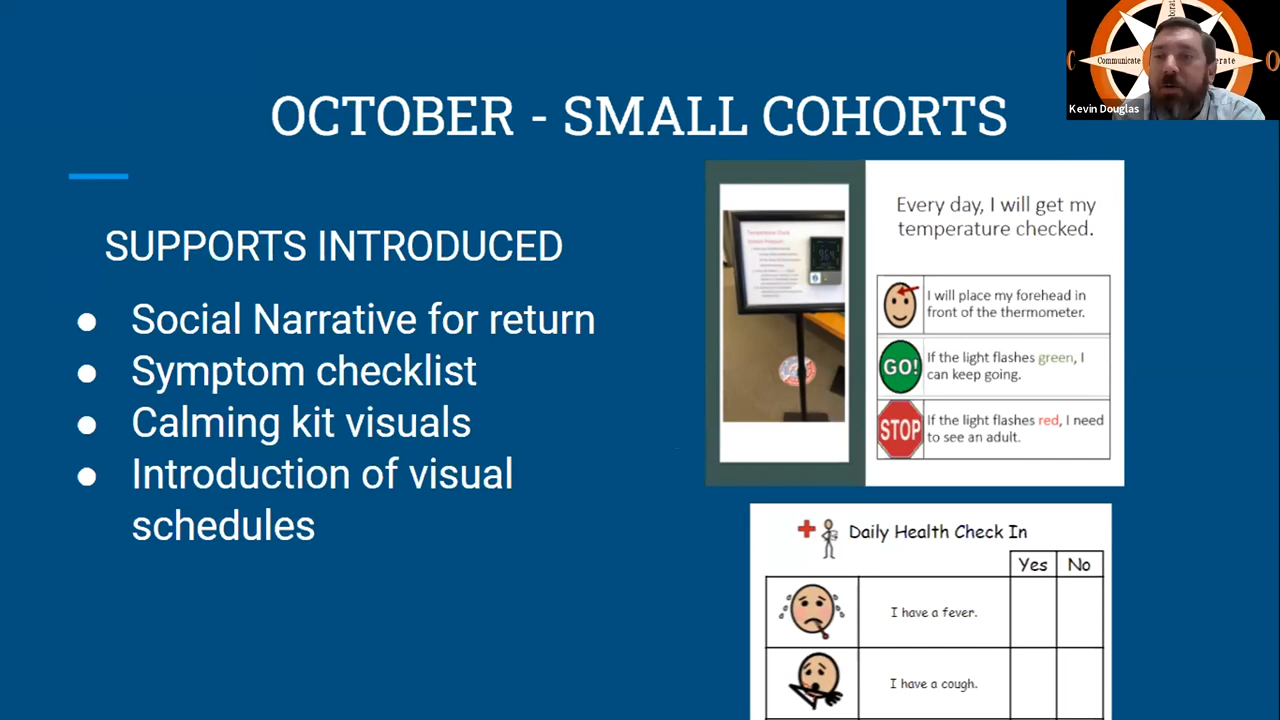 OCTOBER - SMALL COHORTS
Communicate
erate
C
O
Kevin Douglas
SUPPORTS INTRODUCED
● Social Narrative for return
● Symptom checklist
● Calming kit visuals
● Introduction of visual
schedules
Every day, I will get my
temperature checked.
I will place my forehead in
front of the thermometer.
GO!
If the light flashes green, I
can keep going.
STOP
If the light flashes red, I need
to see an adult.
Daily Health Check In
Yes No
I have a fever.
I have a cough.